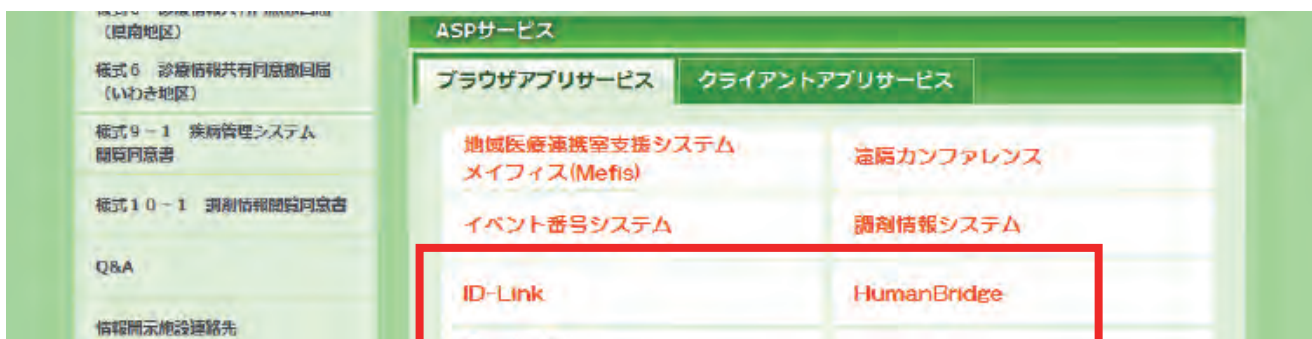 (県南地区)
様式6 診療情報共有同意撤回届
(いわき地区)
様式9-1 疾病管理システム
閲覧同意書
様式10-1 調剤情報閲覧同意書
Q&A
情報開示施設連絡先
ASPサービス
ブラウザアプリサービス クライアントアプリサービス
地域医療連携室支援システム
メイフィス(Mefis)
遠隔カンファレンス
イベント番号システム
調剤情報システム
ID-Link
HumanBridge